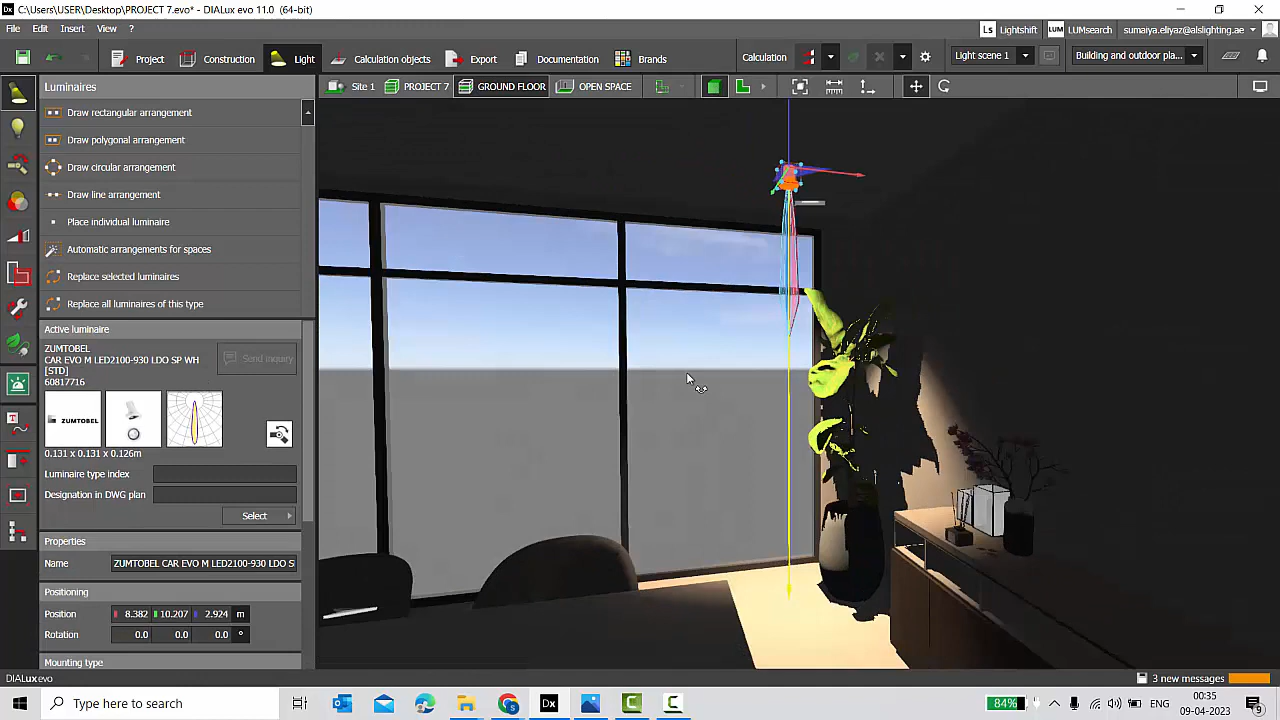 C:\Users\USER\Desktop\PROJECT 7.evo* - DIALux evo 11.0 (64-bit)
File Edit Insert Window ?
Ls Lightshift LUM LUMsearch sumaiya.eliyaz@alslighting.ae
Project Construction Light Calculation objects Export Documentation Brands Calculation Light scene 1 Building and outdoor pla...
Luminaires Site 1 PROJECT 7 GROUND FLOOR OPEN SPACE
Draw rectangular arrangement
Draw polygonal arrangement
Draw circular arrangement
Draw line arrangement
Place individual luminaire
Automatic arrangements for spaces
Replace selected luminaires
Replace all luminaires of this type
Active luminaire
ZUMTOBEL
CAR EVO M LED2100-930 LDO SP WH
[STD]
60817716
Send inquiry
ZUMTOBEL
0.131 x 0.131 x 0.126m
Luminaire type index
Designation in DWG plan
Select
Properties
Name ZUMTOBEL CAR EVO M LED2100-930 LDO S
Positioning
Position 8.382 10.207 2.924 m
Rotation 0.0 0.0 0.0 °
Mounting type
DIALux evo 3 new messages
Type here to search
Dx
84%
ENG
00:35
09-04-2023